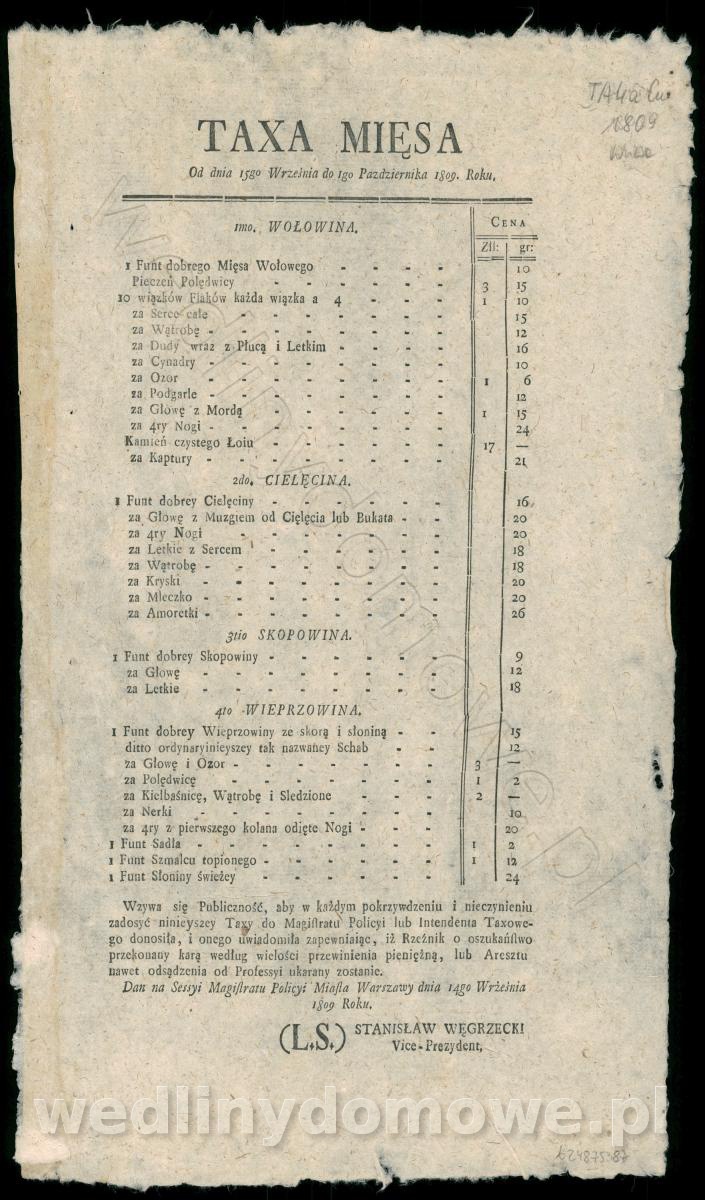 TAXA MIĘSA
Od dnia 15go Września do 1go Pazdziernika 1809. Roku.
1mo. WOŁOWINA.
CENA
Zll: gr:
1 Funt dobrego Mięsa Wołowego - - - - 10
Pieczeń Polędwicy - - - - - - 3 15
10 wiązków Flaków każda wiązka a 4 - - - 1 10
za Serce całe - - - - - - - 15
za Wątrobę - - - - - - - - 12
za Dudy wraz z Płucą i Letkim - - - - 16
za Cynadry - - - - - - - - 10
za Ozor - - - - - - - - 1 6
za Podgarle - - - - - - - - 12
za Głowę z Mordą - - - - - - 1 15
za 4ry Nogi - - - - - - - - 24
Kamień czystego Łoiu - - - - - - 17 —
za Kaptury - - - - - - - - 21
2do. CIELĘCINA.
1 Funt dobrey Cielęciny - - - - - - 16
za Głowę z Muzgiem od Cięlęcia lub Bukata - - 20
za 4ry Nogi - - - - - - - 20
za Letkie z Sercem - - - - - - 18
za Wątrobę - - - - - - - - 18
za Kryski - - - - - - - - 20
za Mleczko - - - - - - - - 20
za Amoretki - - - - - - - - 26
3tio SKOPOWINA.
1 Funt dobrey Skopowiny - - - - - - 9
za Głowę - - - - - - - - 12
za Letkie - - - - - - - - 18
4to WIEPRZOWINA.
1 Funt dobrey Wieprzowiny ze skorą i słoniną - - 15
ditto ordynaryinieyszey tak nazwaney Schab - - 12
za Głowę i Ozor - - - - - - - 3 —
za Polędwicę - - - - - - - 1 2
za Kielbaśnicę, Wątrobę i Sledzione - - - 2 —
za Nerki - - - - - - - - 10
za 4ry z pierwszego kolana odjęte Nogi - - - 20
1 Funt Sadła - - - - - - - - 1 2
1 Funt Szmalcu topionego - - - - - - 1 12
1 Funt Słoniny świeżey - - - - - - 24
Wzywa się Publiczność, aby w każdym pokrzywdzeniu i nieczynieniu
zadosyć ninieyszey Taxy do Magiſtratu Policyi lub Intendenta Taxowe-
go donosiła, i onego uwiadomiła zapewniaiąc, iż Rzeźnik o oszukańſtwo
przekonany karą według wielości przewinienia pieniężną, lub Aresztu
nawet odsądzenia od Professyi ukarany zostanie.
Dan na Sessyi Magiſtratu Policyi Miaſta Warszawy dnia 14go Września
1809 Roku.
(L.S.) STANISŁAW WĘGRZECKI
Vice-Prezydent,
1809
wedlinydomowe.pl
wedlinydomowe.pl